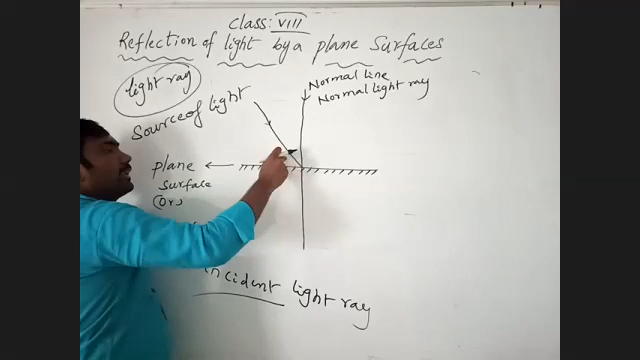 class: VIII
Reflection of light by a plane surfaces
light ray
Source of light
Normal line
Normal light ray
plane
surface
(or)
incident light ray